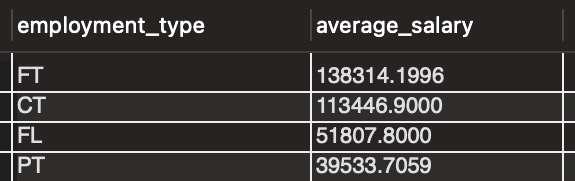 employment_type average_salary
FT 138314.1996
CT 113446.9000
FL 51807.8000
PT 39533.7059